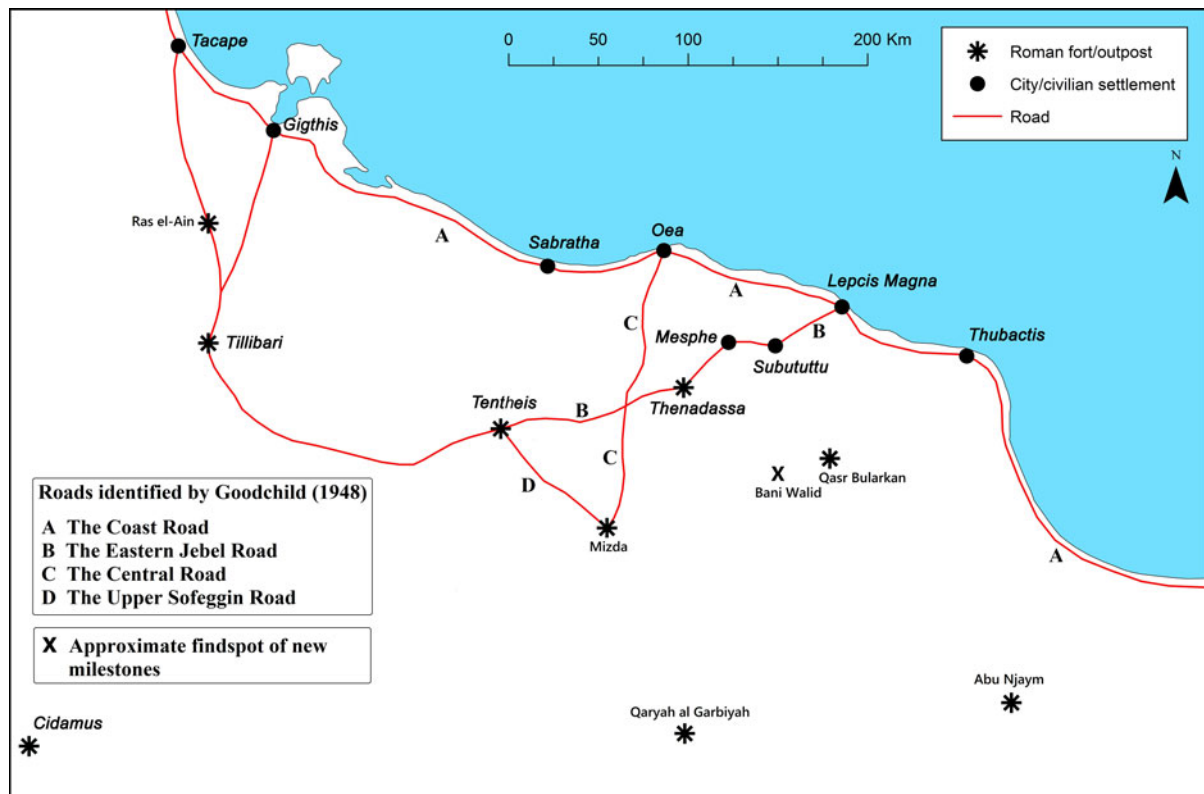 Tacape
0 50 100 200 Km
Roman fort/outpost
City/civilian settlement
Road
N
Gigthis
Ras el-Ain
A
Sabratha
Oea
A
Lepcis Magna
C
Mesphe
B
Subututtu
Thubactis
Tillibari
Tentheis
B
Thenadassa
C
D
X
Bani Walid
Qasr Bularkan
Mizda
A
Roads identified by Goodchild (1948)
A The Coast Road
B The Eastern Jebel Road
C The Central Road
D The Upper Sofeggin Road
X Approximate findspot of new
milestones
Abu Njaym
Qaryah al Garbiyah
Cidamus